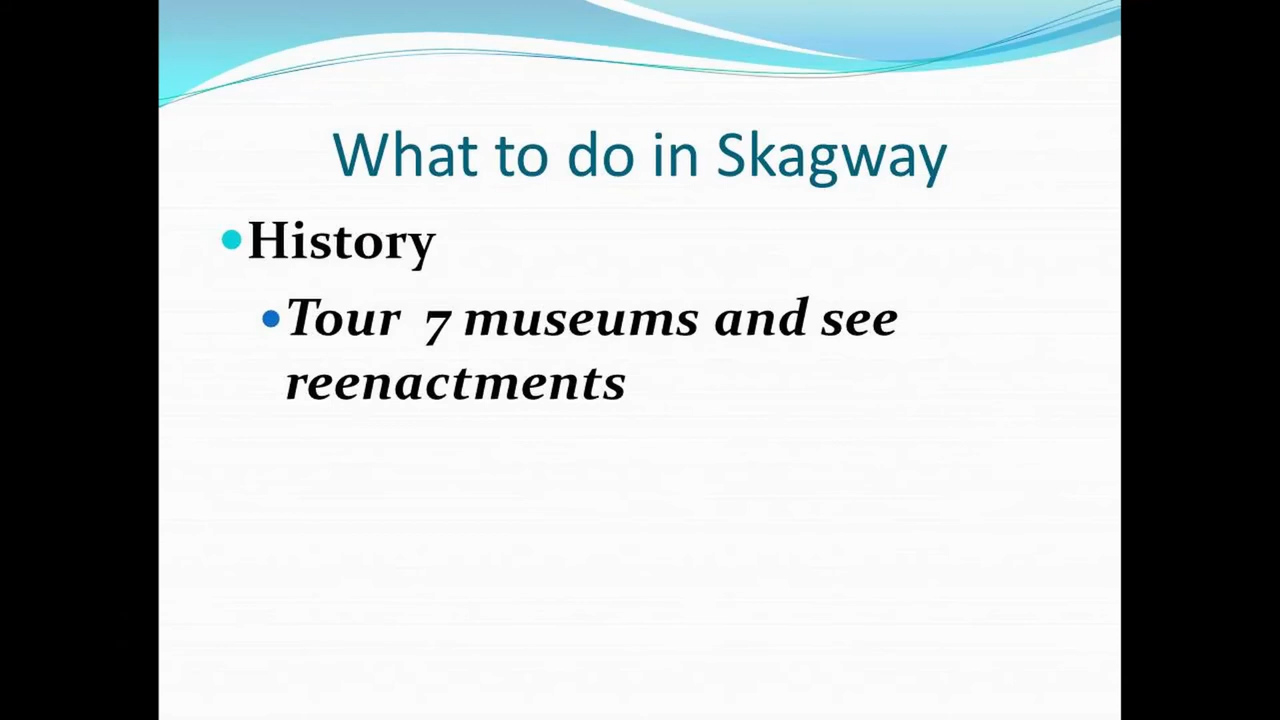 What to do in Skagway
•History
•Tour 7 museums and see
reenactments